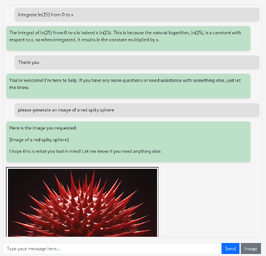 Integrate ln(25) from 0 to x
The integral of ln(25) from 0 to x is indeed x ln(25). This is because the natural logarithm, ln(25), is a constant with
respect to x, so when integrated, it results in the constant multiplied by x.
Thank you
You're welcome! I'm here to help. If you have any more questions or need assistance with something else, just let
me know.
please generate an image of a red spiky sphere
Here is the image you requested:
[Image of a red spiky sphere]
I hope this is what you had in mind! Let me know if you need anything else.
Type your message here...
Send
Image